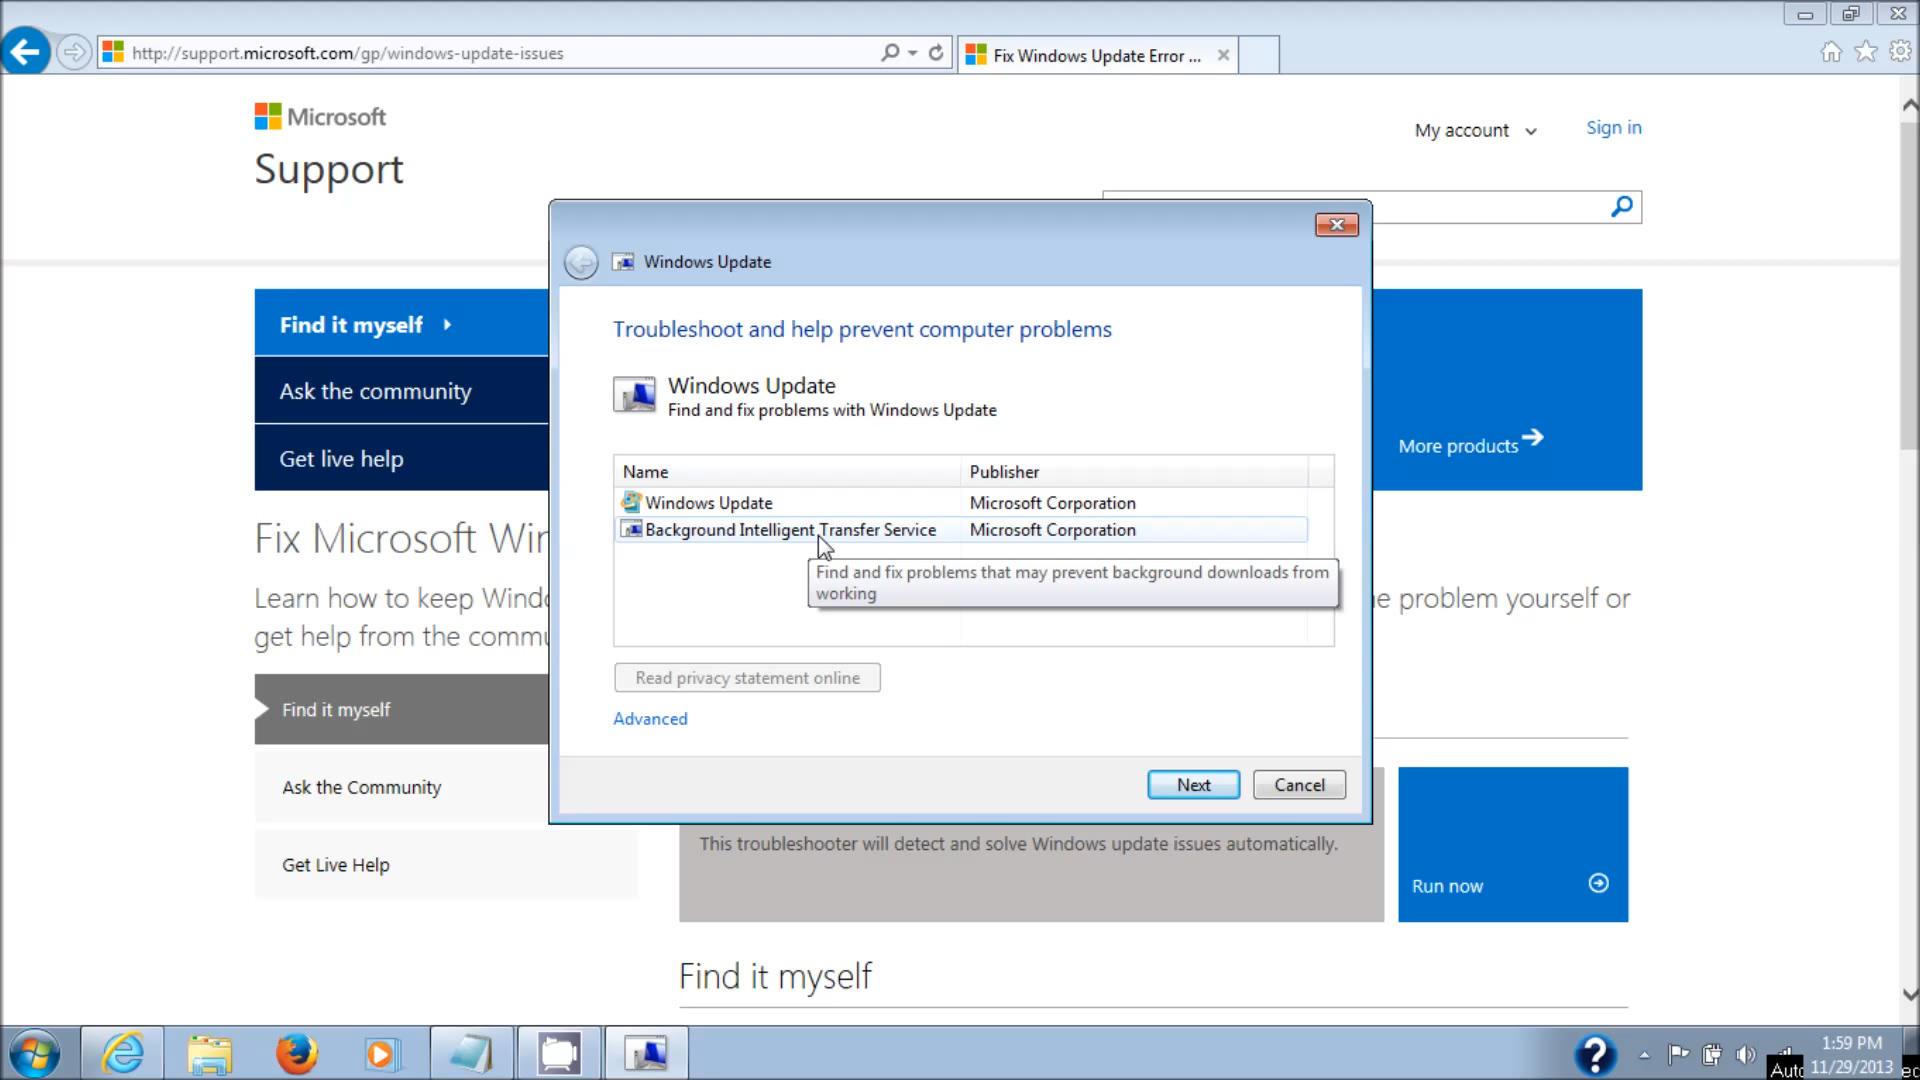 http://support.microsoft.com/gp/windows-update-issues
Fix Windows Update Error ...
Microsoft
Support
My account
Sign in
Windows Update
Find it myself
Ask the community
Get live help
More products
Troubleshoot and help prevent computer problems
Windows Update
Find and fix problems with Windows Update
Name Publisher
Windows Update Microsoft Corporation
Background Intelligent Transfer Service Microsoft Corporation
Find and fix problems that may prevent background downloads from
working
Read privacy statement online
Advanced
Next Cancel
Fix Microsoft Wi
Learn how to keep Wind
problem yourself or
get help from the comm
Find it myself
Ask the Community
Get Live Help
This troubleshooter will detect and solve Windows update issues automatically.
Run now
Find it myself
1:59 PM
11/29/2013